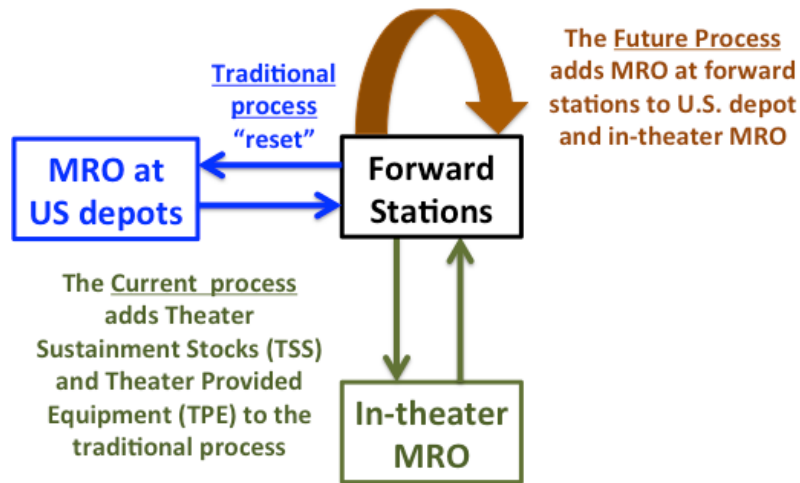 The Future Process
adds MRO at forward
stations to U.S. depot
and in-theater MRO
Traditional
process
“reset”
MRO at
US depots
Forward
Stations
The Current process
adds Theater
Sustainment Stocks (TSS)
and Theater Provided
Equipment (TPE) to the
traditional process
In-theater
MRO